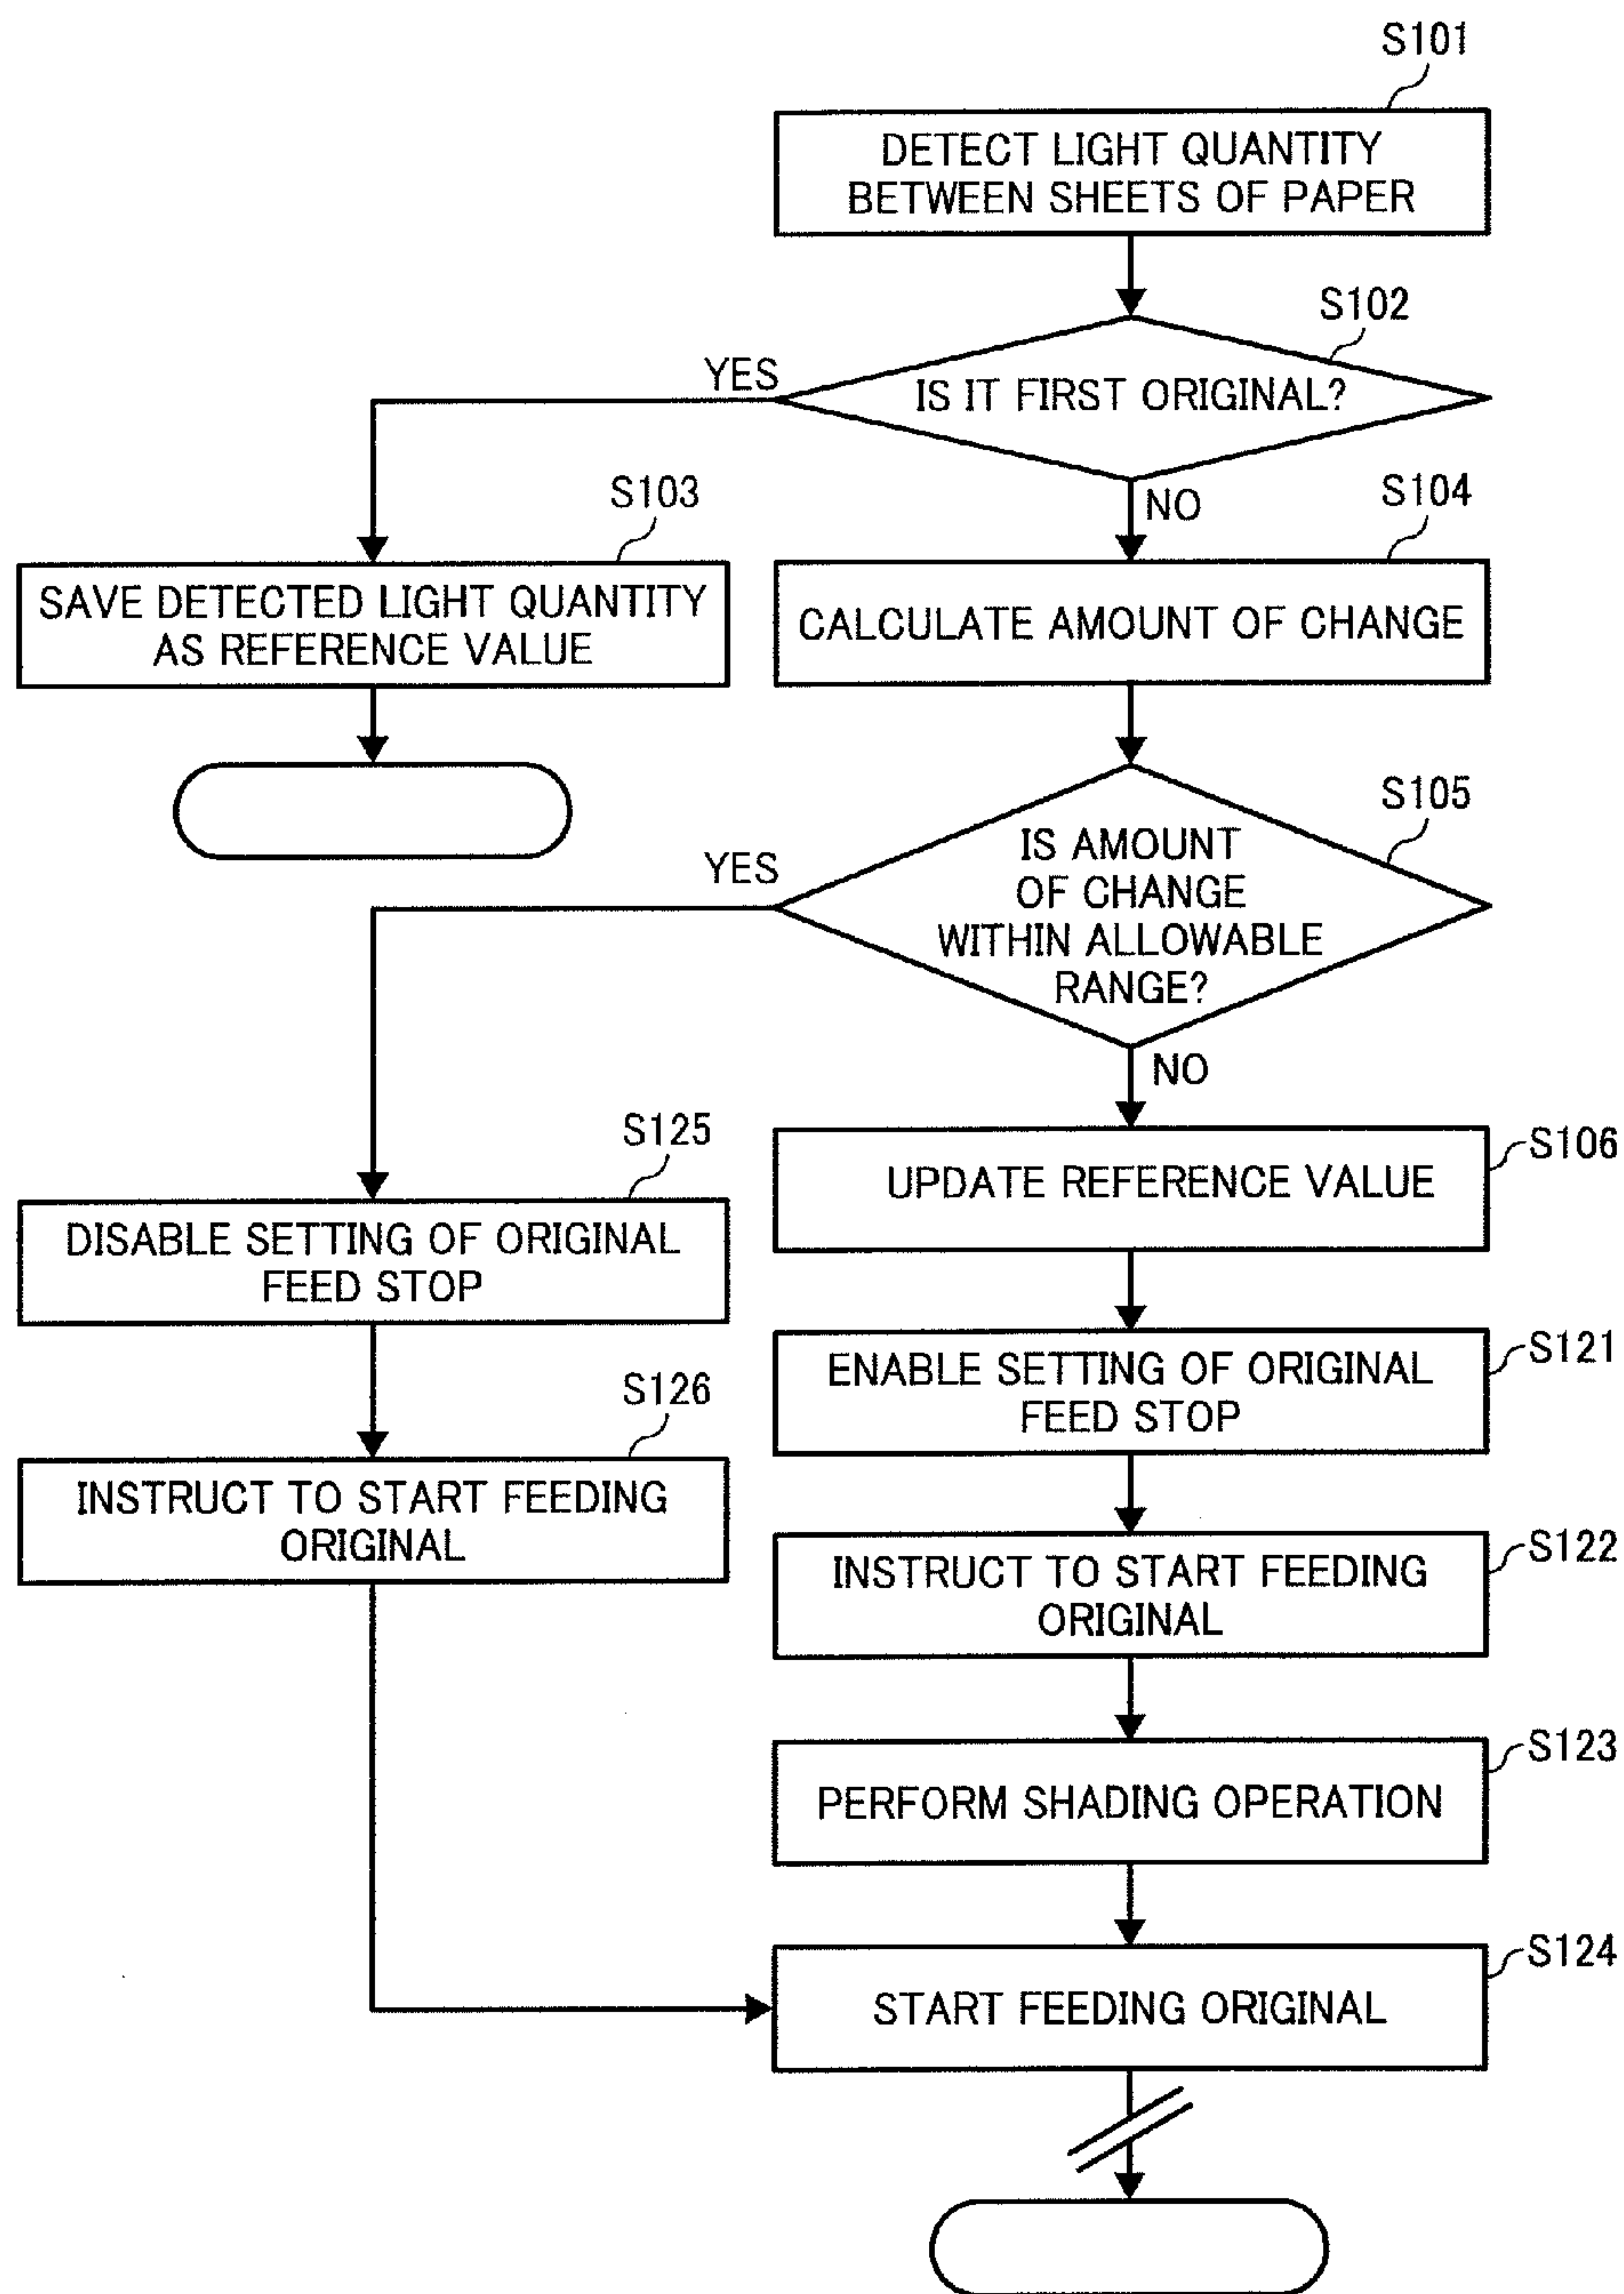 S101
DETECT LIGHT QUANTITY
BETWEEN SHEETS OF PAPER
S102
YES
IS IT FIRST ORIGINAL?
NO
S103
SAVE DETECTED LIGHT QUANTITY
AS REFERENCE VALUE
S104
CALCULATE AMOUNT OF CHANGE
S105
YES
IS AMOUNT
OF CHANGE
WITHIN ALLOWABLE
RANGE?
NO
S125
DISABLE SETTING OF ORIGINAL
FEED STOP
S106
UPDATE REFERENCE VALUE
S121
ENABLE SETTING OF ORIGINAL
FEED STOP
S126
INSTRUCT TO START FEEDING
ORIGINAL
S122
INSTRUCT TO START FEEDING
ORIGINAL
S123
PERFORM SHADING OPERATION
S124
START FEEDING ORIGINAL